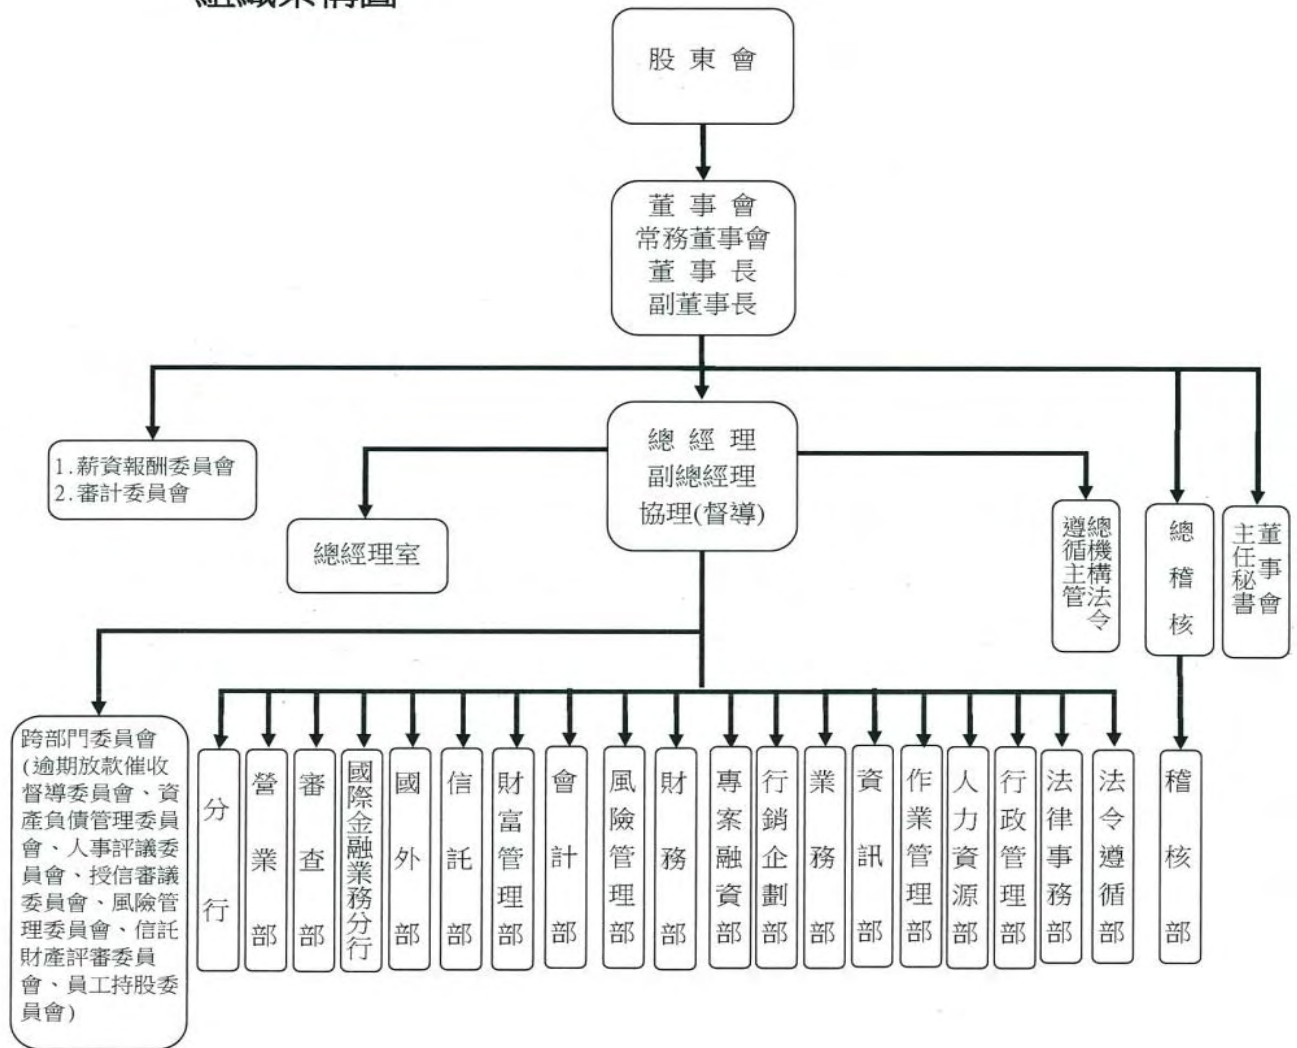 組織架構圖
股東會
董事會
常務董事會
董事長
副董事長
總經理
副總經理
協理(督導)
1.薪資報酬委員會
2.審計委員會
總經理室
總機構法令
遵循主管
總稽核
董事會
主任秘書
跨部門委員會
(逾期放款催收
督導委員會、資
產負債管理委員
會、人事評議委
員會、授信審議
委員會、風險管
理委員會、信託
財產評審委員
會、員工持股委
員會)
分行
營業部
審查部
國際金融業務分行
國外部
信託部
財富管理部
會計部
風險管理部
財務部
專案融資部
行銷企劃部
業務部
資訊部
作業管理部
人力資源部
行政管理部
法律事務部
法令遵循部
稽核部